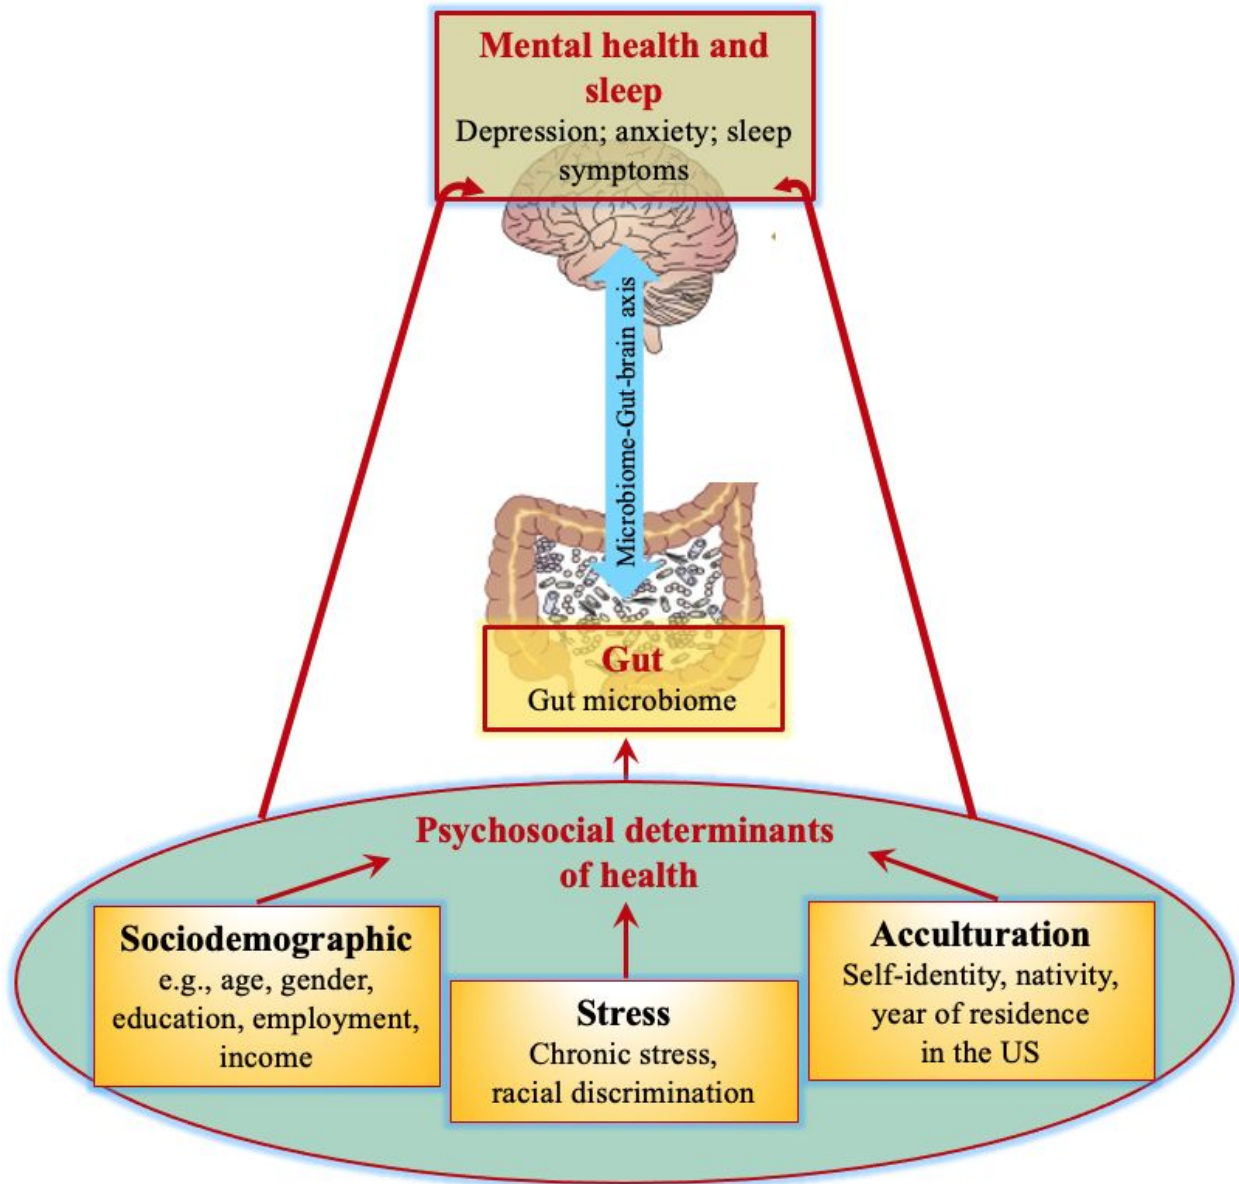 Mental health and
sleep
Depression; anxiety; sleep
symptoms
Microbiome-Gut-brain axis
Gut
Gut microbiome
Psychosocial determinants
of health
Sociodemographic
e.g., age, gender,
education, employment,
income
Stress
Chronic stress,
racial discrimination
Acculturation
Self-identity, nativity,
year of residence
in the US